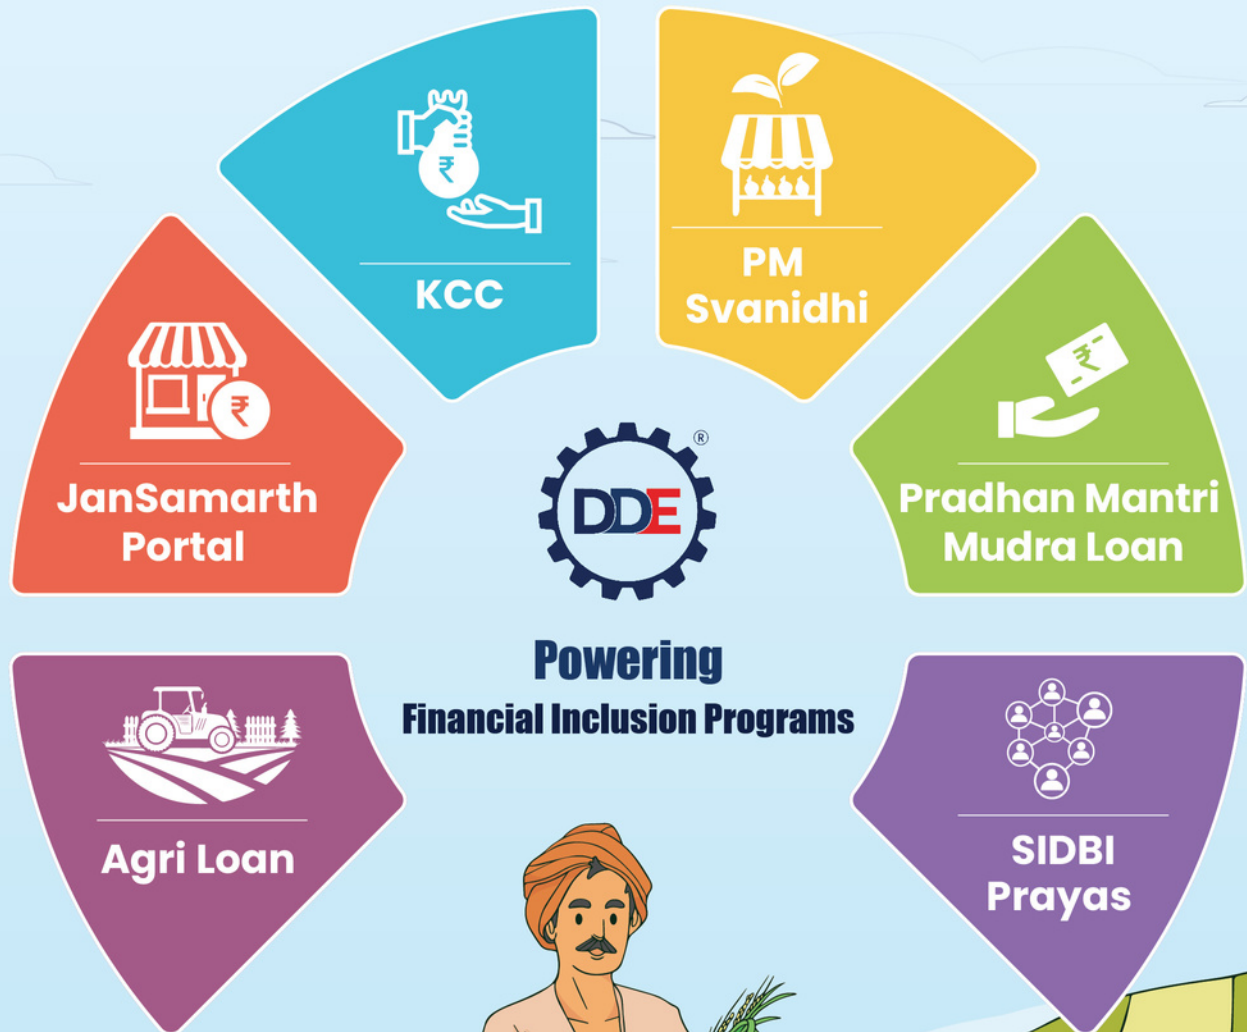 KCC
PM
Svanidhi
JanSamarth
Portal
Pradhan Mantri
Mudra Loan
DDE
®
Powering
Financial Inclusion Programs
Agri Loan
SIDBI
Prayas
₹
₹
₹